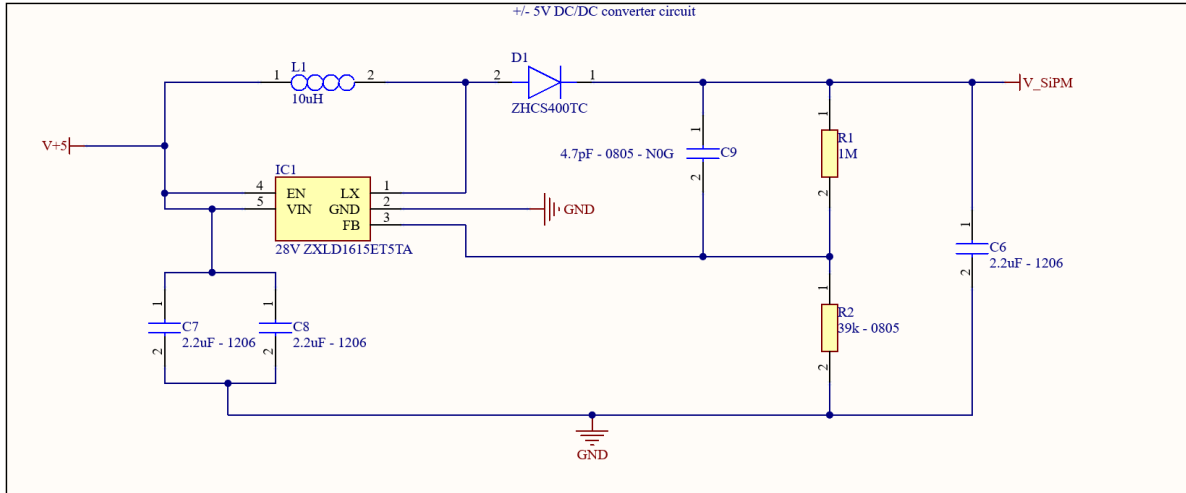 +/- 5V DC/DC converter circuit
L1
1
2
10uH
D1
2
1
ZHCS400TC
V_SiPM
V+5
4.7pF - 0805 - N0G
1
C9
2
1
R1
1M
2
IC1
4
EN
LX
1
5
VIN
GND
2
FB
3
28V ZXLD1615ET5TA
GND
1
C6
2.2uF - 1206
2
1
C7
2.2uF - 1206
2
1
C8
2.2uF - 1206
2
1
R2
39k - 0805
2
GND